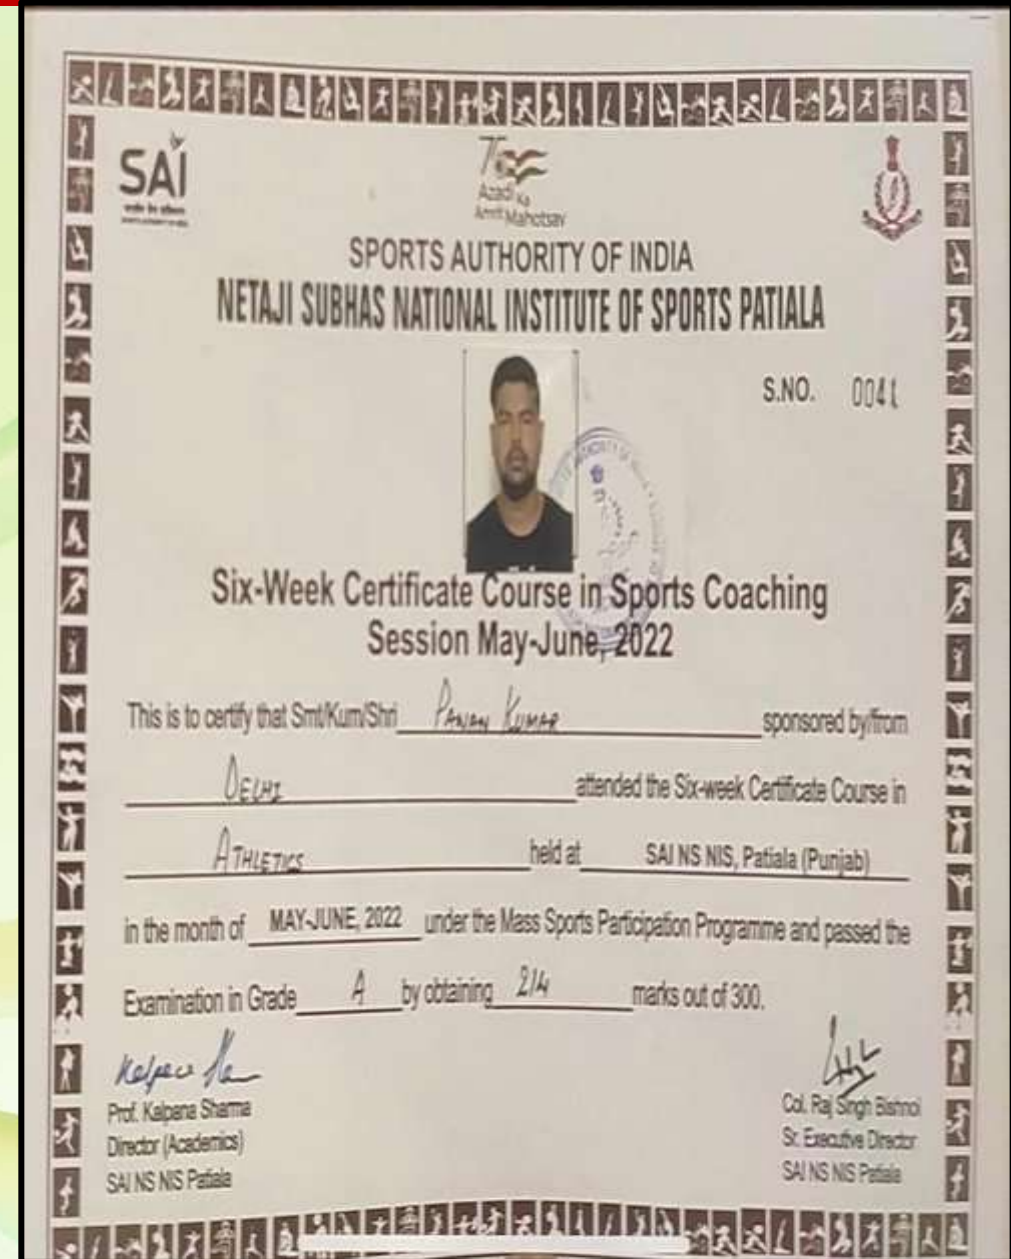 SAI
75
Azadi Ka
Amrit Mahotsav
SPORTS AUTHORITY OF INDIA
NETAJI SUBHAS NATIONAL INSTITUTE OF SPORTS PATIALA
S.NO. 0041
Six-Week Certificate Course in Sports Coaching
Session May-June, 2022
This is to certify that Smt/Kum/Shri PAWAN KUMAR sponsored by/from
DELHI attended the Six-week Certificate Course in
ATHLETICS held at SAI NS NIS, Patiala (Punjab)
in the month of MAY-JUNE, 2022 under the Mass Sports Participation Programme and passed the
Examination in Grade A by obtaining 214 marks out of 300.
Prof. Kalpana Sharma
Director (Academics)
SAI NS NIS Patiala
Col. Raj Singh Bishnoi
Sr. Executive Director
SAI NS NIS Patiala